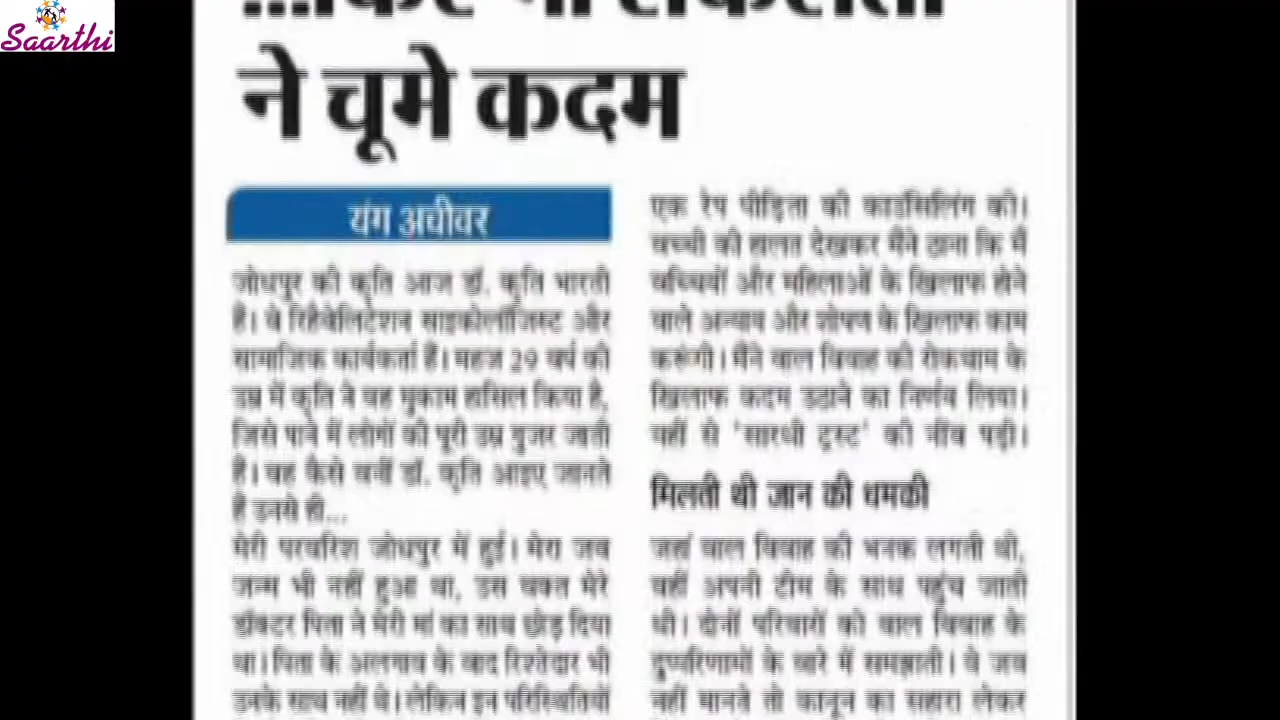 Saarthi
...फिर भी सफलता
ने चूमे कदम
यंग अचीवर
जोधपुर की कृति आज डॉ. कृति भारती
हैं। वे रिहैबिलिटेशन साइकोलॉजिस्ट और
सामाजिक कार्यकर्ता हैं। महज 29 वर्ष की
उम्र में कृति ने वह मुकाम हासिल किया है,
जिसे पाने में लोगों की पूरी उम्र गुजर जाती
है। वह कैसे बनीं डॉ. कृति आइए जानते
हैं उनसे ही...
मेरी परवरिश जोधपुर में हुई। मेरा जब
जन्म भी नहीं हुआ था, उस वक्त मेरे
डॉक्टर पिता ने मेरी मां का साथ छोड़ दिया
था। पिता के अलगाव के बाद रिश्तेदार भी
उनके साथ नहीं थे। लेकिन इन परिस्थितियों
एक रेप पीड़िता की काउंसिलिंग की।
बच्ची की हालत देखकर मैंने ठाना कि मैं
बच्चियों और महिलाओं के खिलाफ होने
वाले अन्याय और शोषण के खिलाफ काम
करूंगी। मैंने बाल विवाह की रोकथाम के
खिलाफ कदम उठाने का निर्णय लिया।
यहीं से 'सारथी ट्रस्ट' की नींव पड़ी।
मिलती थी जान की धमकी
जहां बाल विवाह की भनक लगती थी,
वहीं अपनी टीम के साथ पहुंच जाती
थी। दोनों परिवारों को बाल विवाह के
दुष्परिणामों के बारे में समझाती। वे जब
नहीं मानते तो कानून का सहारा लेकर